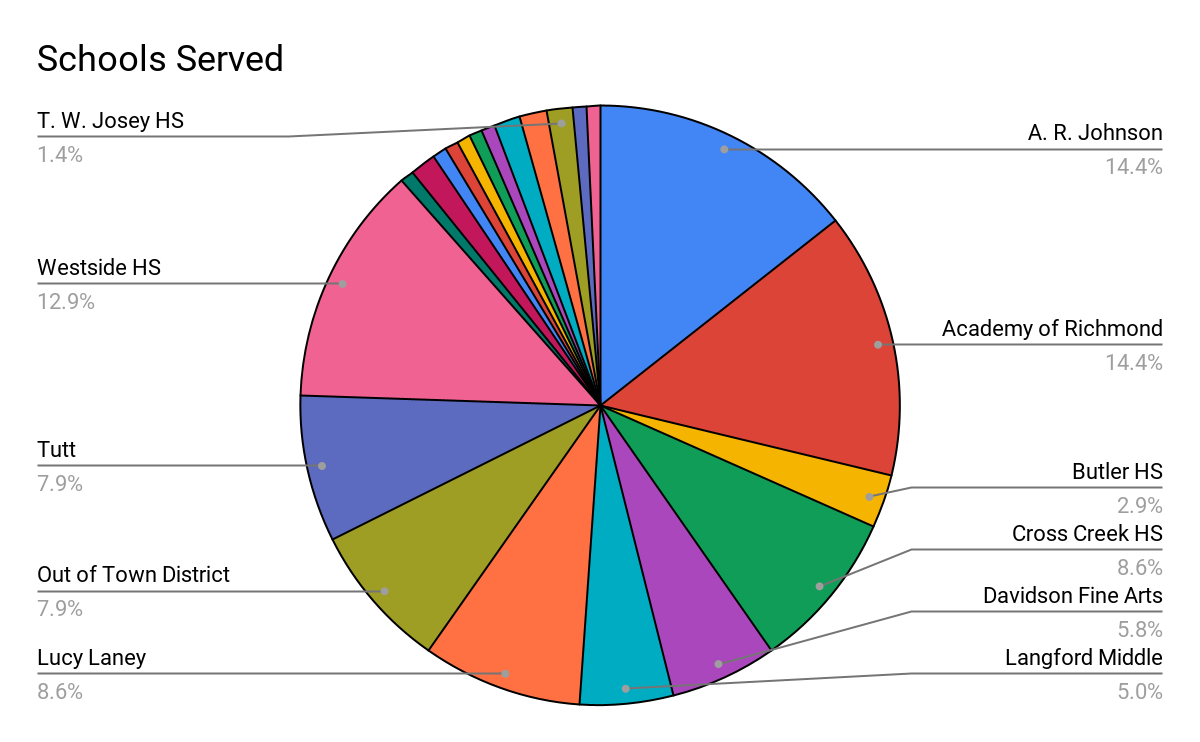 Schools Served
T. W. Josey HS
1.4%
Westside HS
12.9%
Tutt
7.9%
Out of Town District
7.9%
Lucy Laney
8.6%
A. R. Johnson
14.4%
Academy of Richmond
14.4%
Butler HS
2.9%
Cross Creek HS
8.6%
Davidson Fine Arts
5.8%
Langford Middle
5.0%